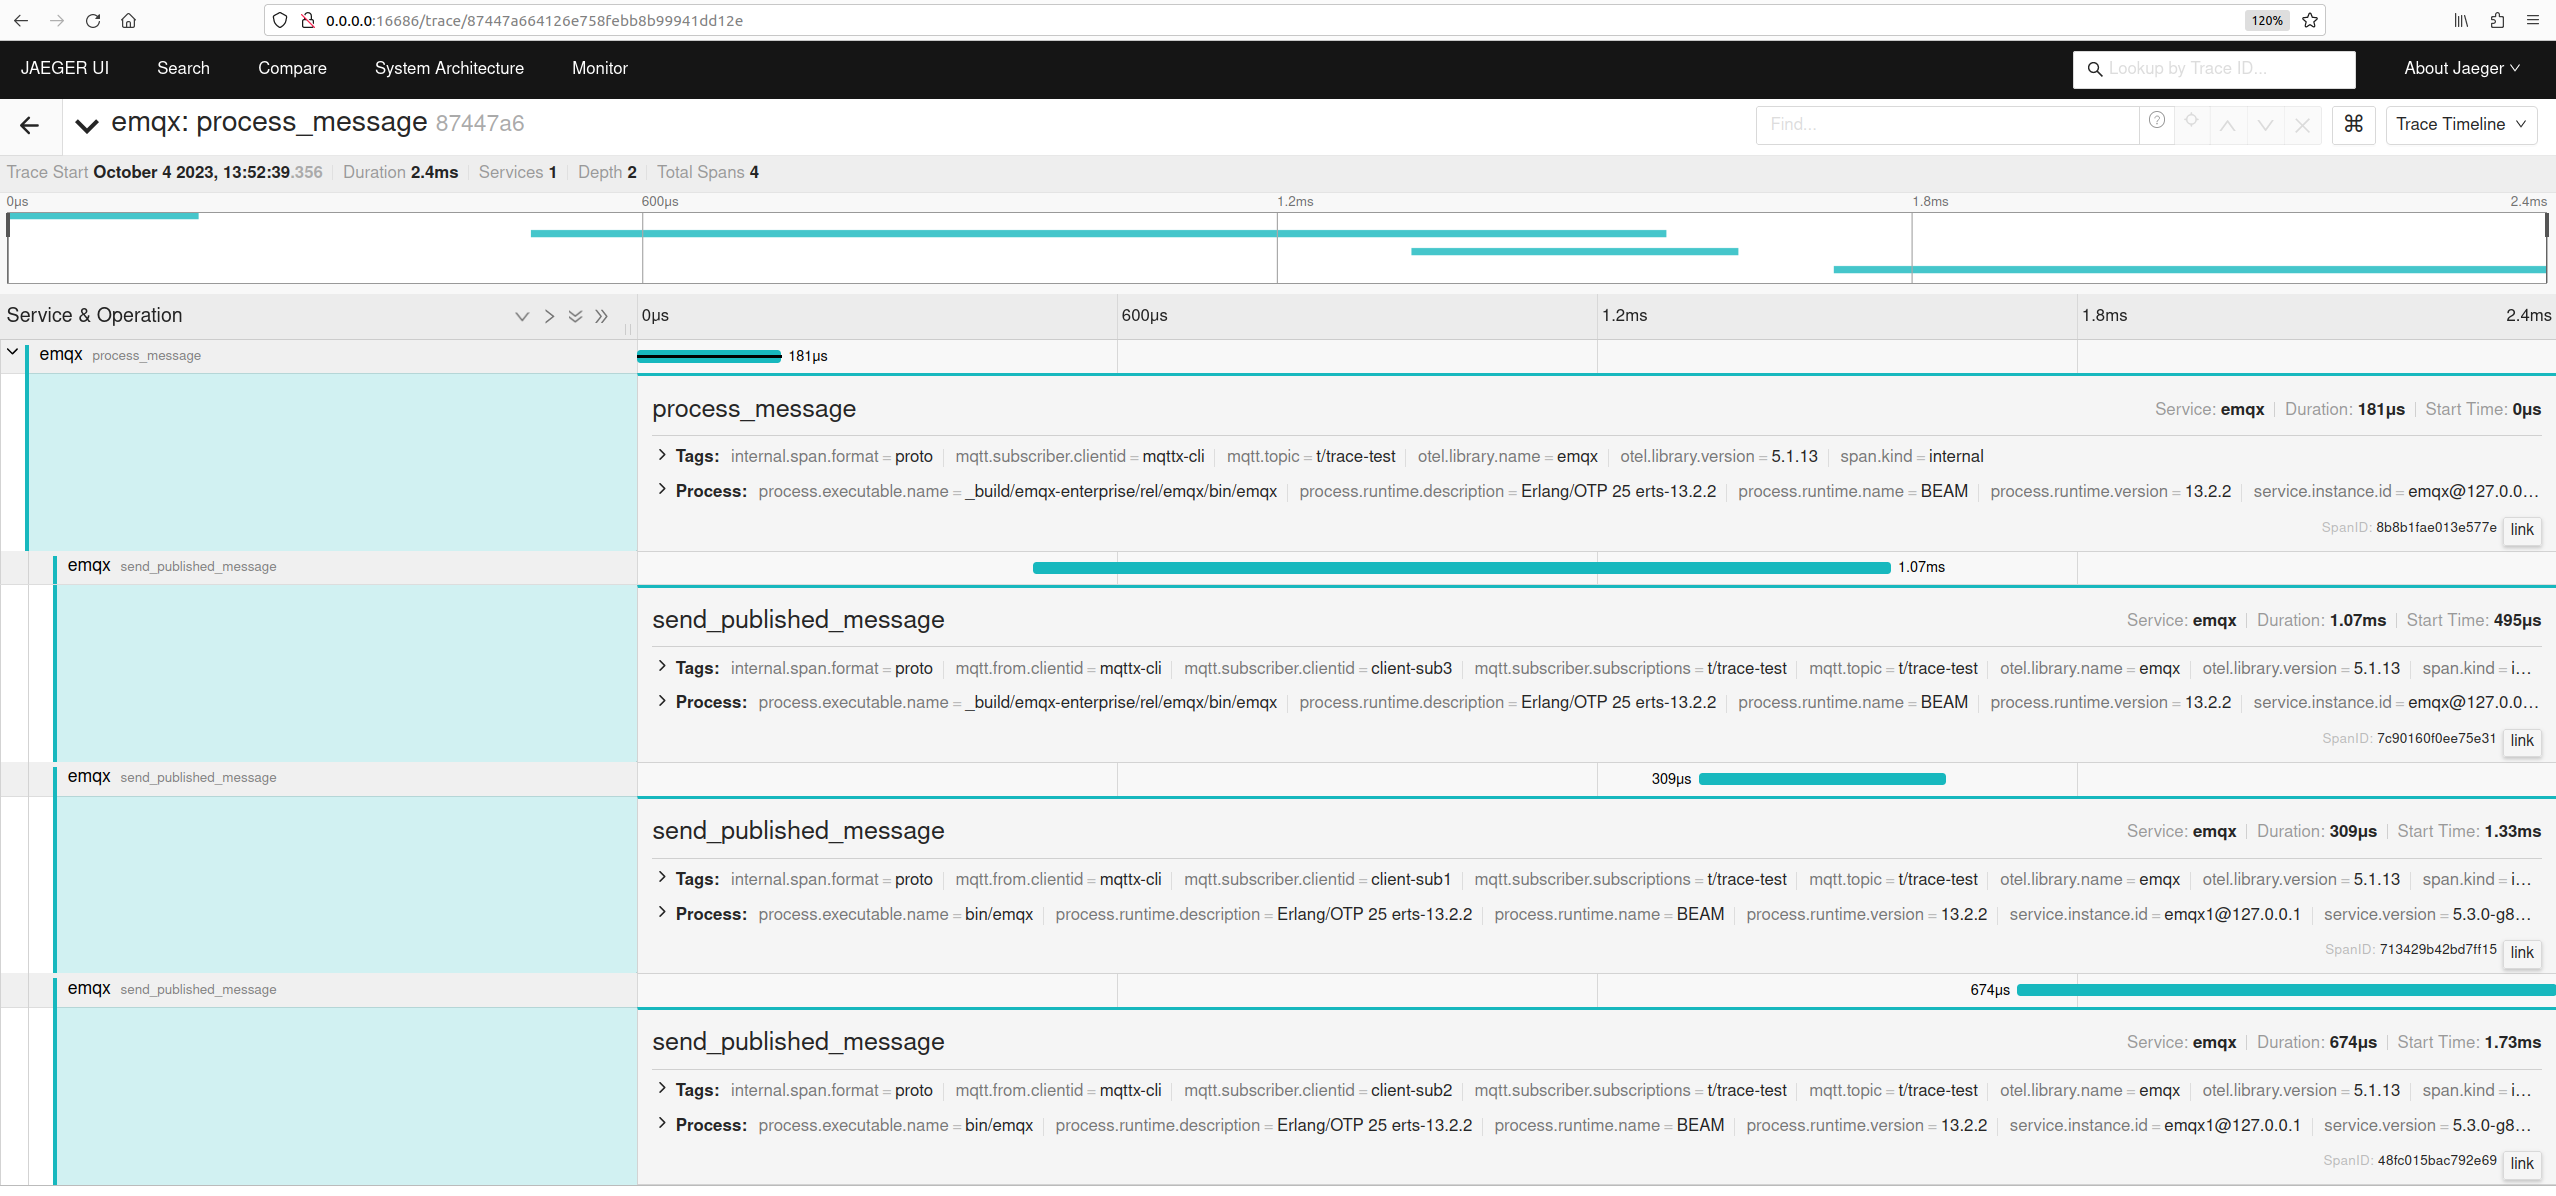 0.0.0.0:16686/trace/87447a664126e758febb8b99941dd12e 120%
JAEGER UI Search Compare System Architecture Monitor Lookup by Trace ID... About Jaeger
emqx: process_message 87447a6 Find... Trace Timeline
Trace Start October 4 2023, 13:52:39.356 Duration 2.4ms Services 1 Depth 2 Total Spans 4
0μs 600μs 1.2ms 1.8ms 2.4ms
Service & Operation 0μs 600μs 1.2ms 1.8ms 2.4ms
emqx process_message 181μs
process_message Service: emqx Duration: 181μs Start Time: 0μs
Tags: internal.span.format = proto mqtt.subscriber.clientid = mqttx-cli mqtt.topic = t/trace-test otel.library.name = emqx otel.library.version = 5.1.13 span.kind = internal
Process: process.executable.name = _build/emqx-enterprise/rel/emqx/bin/emqx process.runtime.description = Erlang/OTP 25 erts-13.2.2 process.runtime.name = BEAM process.runtime.version = 13.2.2 service.instance.id = emqx@127.0.0...
SpanID: 8b8b1fae013e577e link
emqx send_published_message 1.07ms
send_published_message Service: emqx Duration: 1.07ms Start Time: 495μs
Tags: internal.span.format = proto mqtt.from.clientid = mqttx-cli mqtt.subscriber.clientid = client-sub3 mqtt.subscriber.subscriptions = t/trace-test mqtt.topic = t/trace-test otel.library.name = emqx otel.library.version = 5.1.13 span.kind = i...
Process: process.executable.name = _build/emqx-enterprise/rel/emqx/bin/emqx process.runtime.description = Erlang/OTP 25 erts-13.2.2 process.runtime.name = BEAM process.runtime.version = 13.2.2 service.instance.id = emqx@127.0.0...
SpanID: 7c90160f0ee75e31 link
emqx send_published_message 309μs
send_published_message Service: emqx Duration: 309μs Start Time: 1.33ms
Tags: internal.span.format = proto mqtt.from.clientid = mqttx-cli mqtt.subscriber.clientid = client-sub1 mqtt.subscriber.subscriptions = t/trace-test mqtt.topic = t/trace-test otel.library.name = emqx otel.library.version = 5.1.13 span.kind = i...
Process: process.executable.name = bin/emqx process.runtime.description = Erlang/OTP 25 erts-13.2.2 process.runtime.name = BEAM process.runtime.version = 13.2.2 service.instance.id = emqx1@127.0.0.1 service.version = 5.3.0-g8...
SpanID: 713429b42bd7ff15 link
emqx send_published_message 674μs
send_published_message Service: emqx Duration: 674μs Start Time: 1.73ms
Tags: internal.span.format = proto mqtt.from.clientid = mqttx-cli mqtt.subscriber.clientid = client-sub2 mqtt.subscriber.subscriptions = t/trace-test mqtt.topic = t/trace-test otel.library.name = emqx otel.library.version = 5.1.13 span.kind = i...
Process: process.executable.name = bin/emqx process.runtime.description = Erlang/OTP 25 erts-13.2.2 process.runtime.name = BEAM process.runtime.version = 13.2.2 service.instance.id = emqx1@127.0.0.1 service.version = 5.3.0-g8...
SpanID: 48fc015bac792e69 link